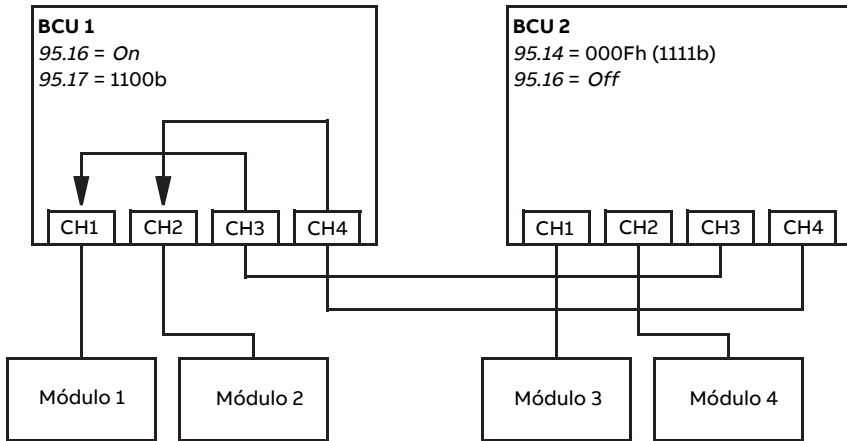 BCU 1
95.16 = On
95.17 = 1100b
CH1
CH2
CH3
CH4
BCU 2
95.14 = 000Fh (1111b)
95.16 = Off
CH1
CH2
CH3
CH4
Módulo 1
Módulo 2
Módulo 3
Módulo 4